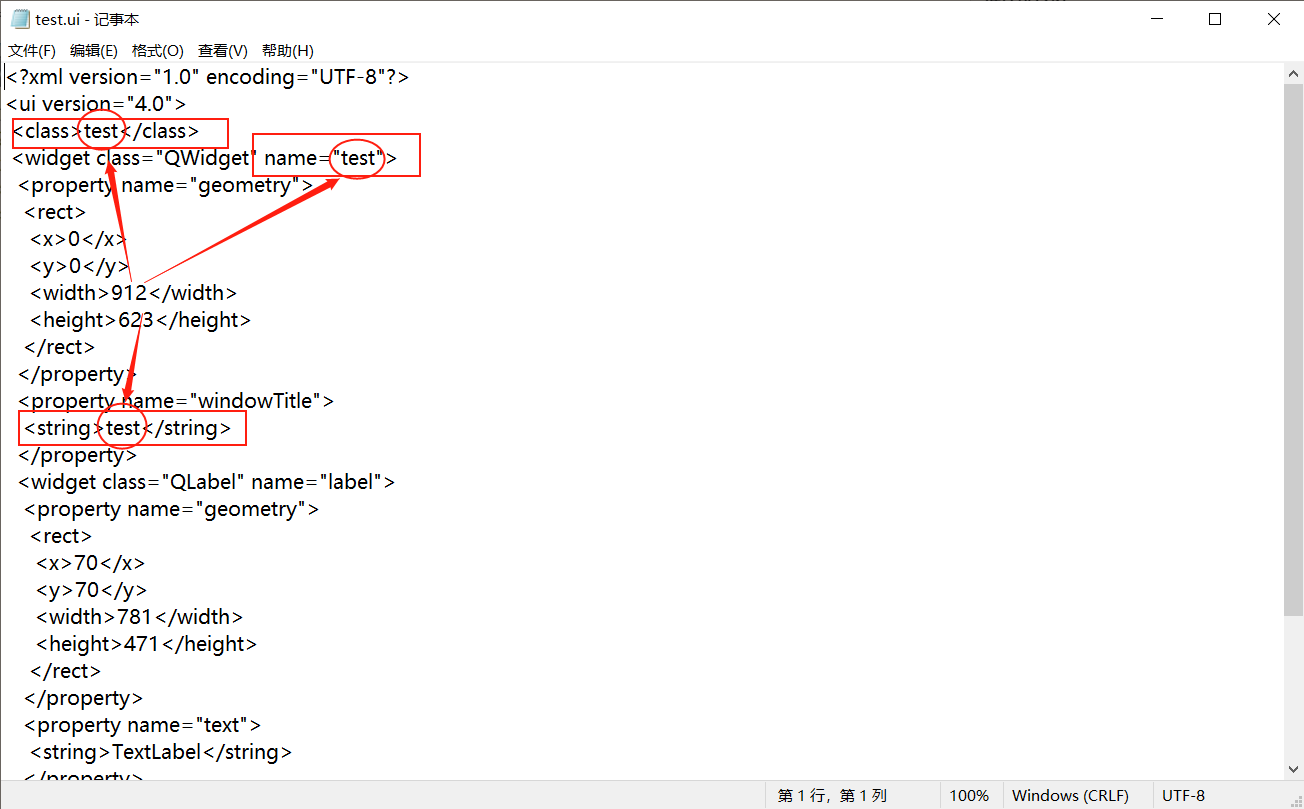 test.ui - 记事本
文件(F) 编辑(E) 格式(O) 查看(V) 帮助(H)
<?xml version="1.0" encoding="UTF-8"?>
<ui version="4.0">
<class>test</class>
<widget class="QWidget" name="test">
<property name="geometry">
<rect>
<x>0</x>
<y>0</y>
<width>912</width>
<height>623</height>
</rect>
</property>
<property name="windowTitle">
<string>test</string>
</property>
<widget class="QLabel" name="label">
<property name="geometry">
<rect>
<x>70</x>
<y>70</y>
<width>781</width>
<height>471</height>
</rect>
</property>
<property name="text">
<string>TextLabel</string>
</property>
第 1 行，第 1 列 100% Windows (CRLF) UTF-8